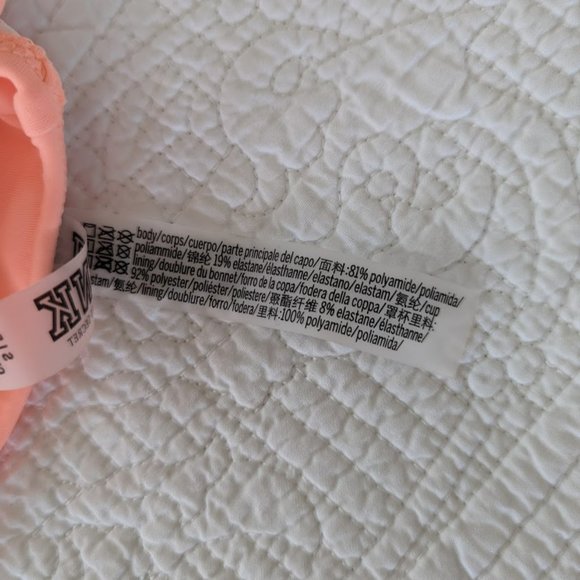 body/corps/cuerpo/parte principale del capo/面料:81% polyamide/poliamida/
poliammide/锦纶 19% elastane/élasthanne/elastano/elastam/氨纶/cup
lining/doublure du bonnet/forro de la copa/fodera della coppa/罩杯里料:
92% polyester/poliéster/poliestere/聚酯纤维 8% elastane/élasthanne/
elastam/氨纶/lining/doublure/forro/fodera/里料:100% polyamide/poliamida/